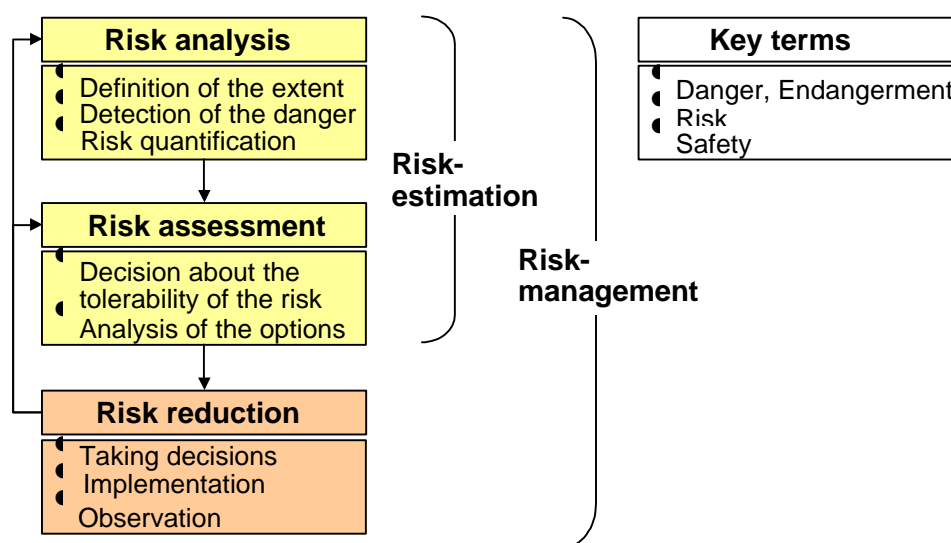 Risk analysis
Definition of the extent
Detection of the danger
Risk quantification
Risk assessment
Decision about the
tolerability of the risk
Analysis of the options
Risk reduction
Taking decisions
Implementation
Observation
Risk-
estimation
Risk-
management
Key terms
Danger, Endangerment
Risk
Safety